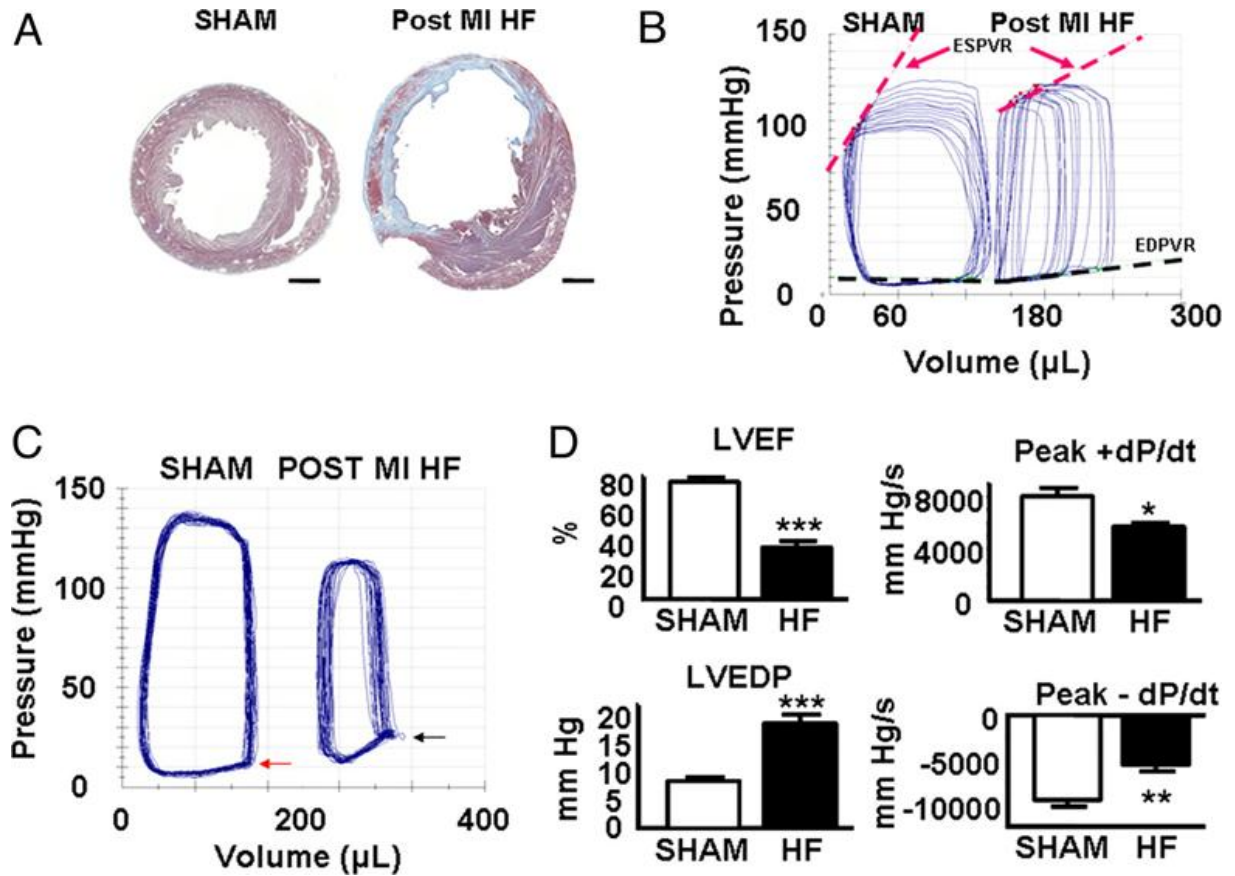 A
SHAM
Post MI HF
B
SHAM
Post MI HF
ESPVR
EDPVR
150
100
50
0
Pressure (mmHg)
0
60
180
300
Volume (µL)
C
SHAM
POST MI HF
150
100
50
0
Pressure (mmHg)
0
200
400
Volume (µL)
D
LVEF
80
60
40
20
0
%
***
SHAM
HF
Peak +dP/dt
8000
4000
0
mm Hg/s
*
SHAM
HF
LVEDP
20
15
10
5
0
mm Hg
***
SHAM
HF
Peak - dP/dt
0
-5000
-10000
mm Hg/s
**
SHAM
HF